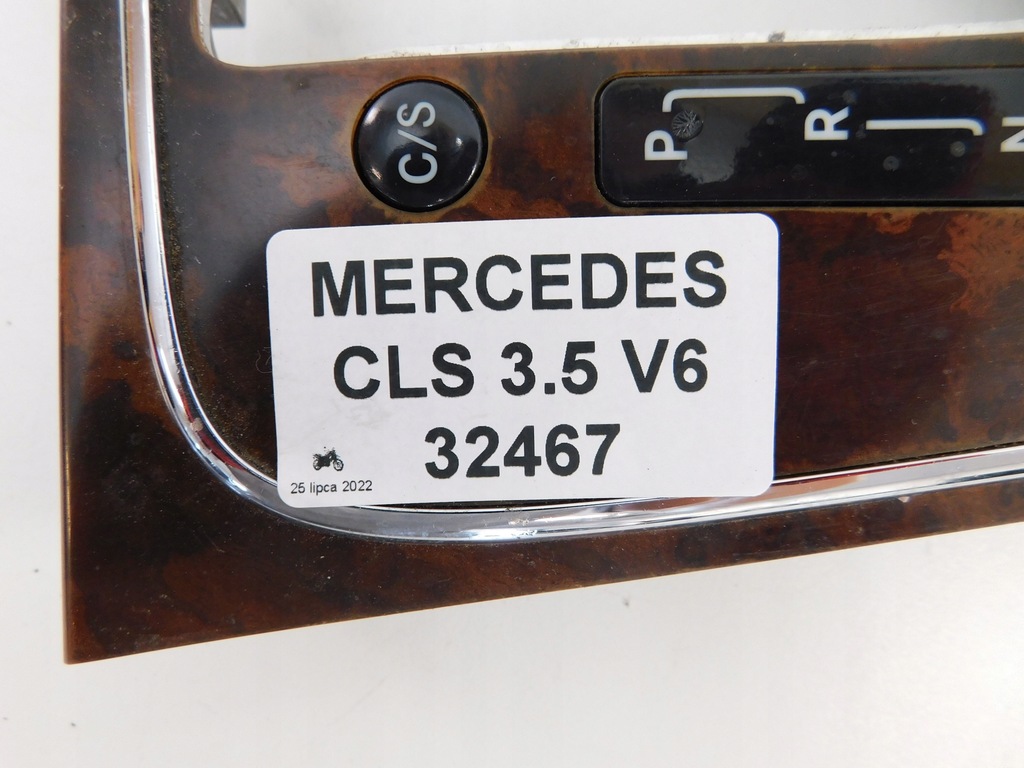 C/S
P R N
MERCEDES
CLS 3.5 V6
32467
25 lipca 2022